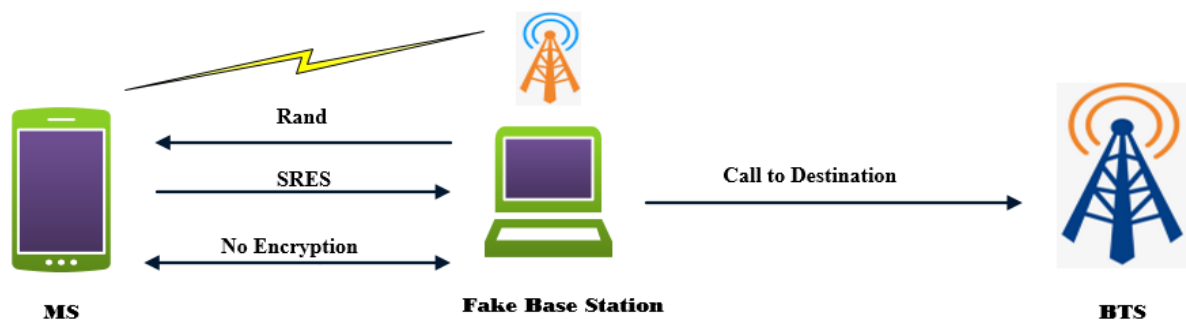 Rand
SRES
Call to Destination
No Encryption
MS
Fake Base Station
BTS